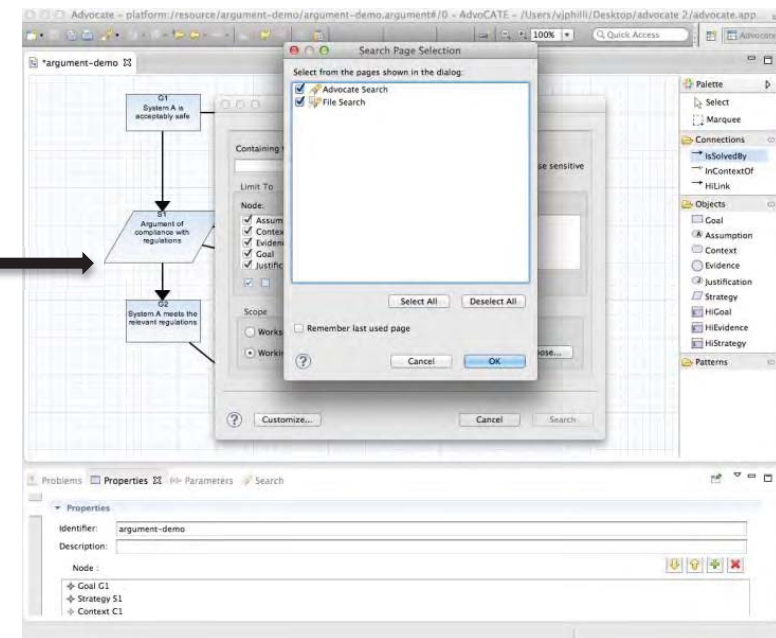 Advocate – platform:/resource/argument-demo/argument-demo.argument#/0 – AdvoCATE – /Users/vjphilli/Desktop/advocate 2/advocate.app
100%
Quick Access
Advocate
*argument-demo
Search Page Selection
Select from the pages shown in the dialog:
Advocate Search
File Search
Select All
Deselect All
Remember last used page
Cancel
OK
G1
System A is
acceptably safe
S1
Argument of
compliance with
regulations
G2
System A meets the
relevant regulations
Containing
se sensitive
Limit To
Node:
Assum
Contex
Eviden
Goal
Justific
Scope
Works
Workin
oose...
Customize...
Cancel
Search
Palette
Select
Marquee
Connections
IsSolvedBy
InContextOf
HiLink
Objects
Goal
Assumption
Context
Evidence
Justification
Strategy
HiGoal
HiEvidence
HiStrategy
Patterns
Problems
Properties
Parameters
Search
Properties
Identifier:
argument-demo
Description:
Node :
Goal G1
Strategy S1
Context C1